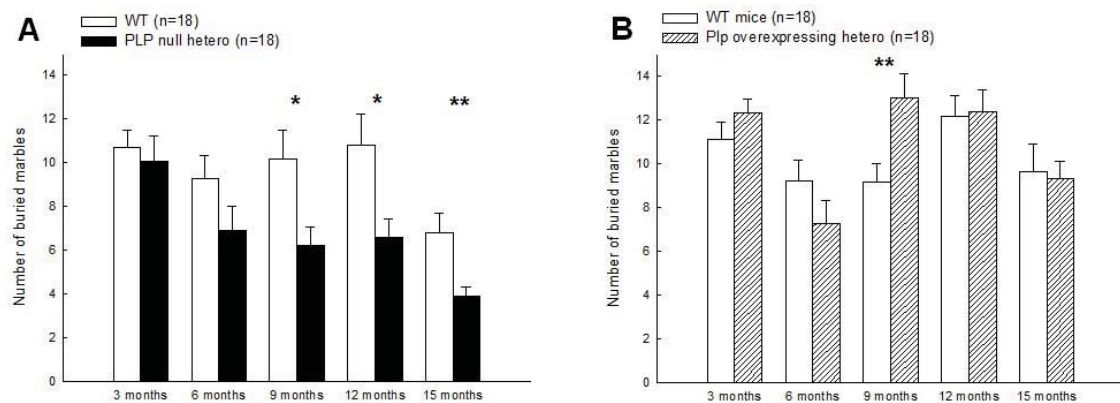 A
WT (n=18)
PLP null hetero (n=18)
Number of buried marbles
14
12
10
8
6
4
2
0
*
*
**
3 months
6 months
9 months
12 months
15 months
B
WT mice (n=18)
Plp overexpressing hetero (n=18)
Number of buried marbles
14
12
10
8
6
4
2
0
**
3 months
6 months
9 months
12 months
15 months